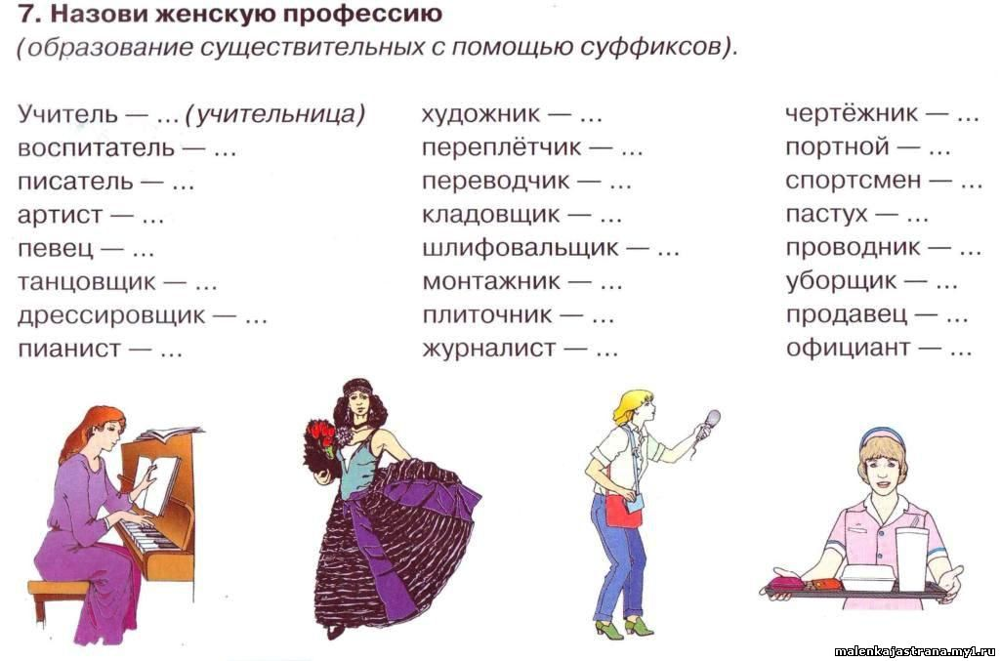 7. Назови женскую профессию
(образование существительных с помощью суффиксов).
Учитель — ... (учительница)
воспитатель — ...
писатель — ...
артист — ...
певец — ...
танцовщик — ...
дрессировщик — ...
пианист — ...
художник — ...
переплётчик — ...
переводчик — ...
кладовщик — ...
шлифовальщик — ...
монтажник — ...
плиточник — ...
журналист — ...
чертёжник — ...
портной — ...
спортсмен — ...
пастух — ...
проводник — ...
уборщик — ...
продавец — ...
официант — ...
malenkajastrana.my1.ru